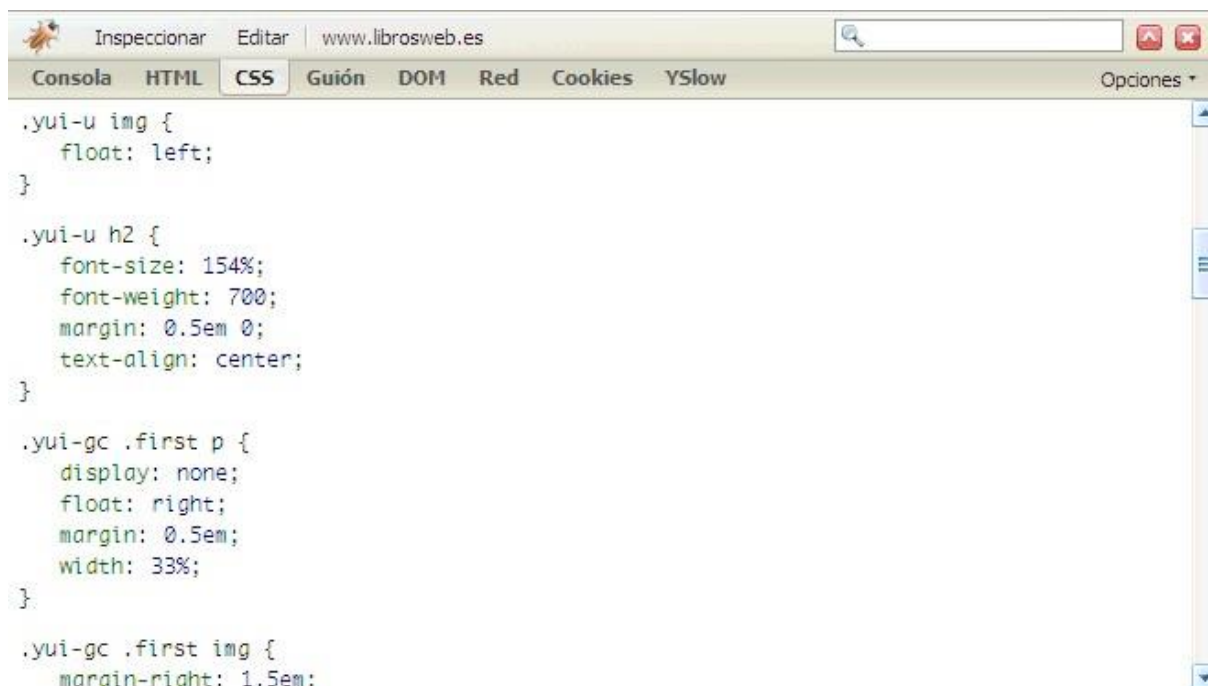 Inspeccionar Editar www.librosweb.es
Consola HTML CSS Guión DOM Red Cookies YSlow Opciones
.yui-u img {
float: left;
}
.yui-u h2 {
font-size: 154%;
font-weight: 700;
margin: 0.5em 0;
text-align: center;
}
.yui-gc .first p {
display: none;
float: right;
margin: 0.5em;
width: 33%;
}
.yui-gc .first img {
margin-right: 1.5em;